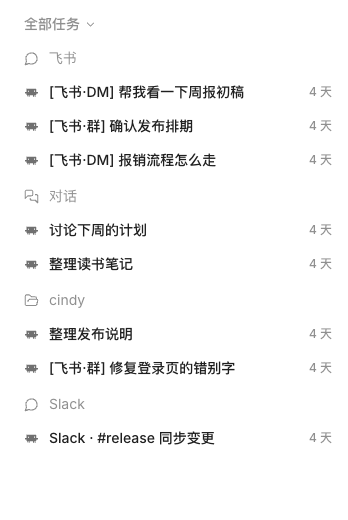 全部任务
飞书
[飞书·DM] 帮我看一下周报初稿 4 天
[飞书·群] 确认发布排期 4 天
[飞书·DM] 报销流程怎么走 4 天
对话
讨论下周的计划 4 天
整理读书笔记 4 天
cindy
整理发布说明 4 天
[飞书·群] 修复登录页的错别字 4 天
Slack
Slack · #release 同步变更 4 天